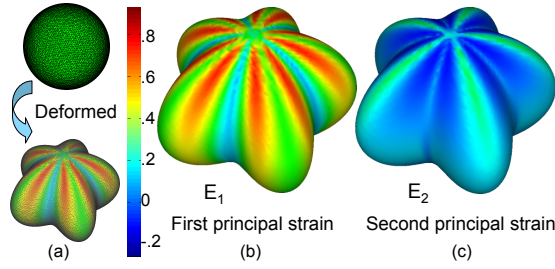 Deformed
(a)
.8
.6
.4
.2
0
-.2
E1
First principal strain
(b)
E2
Second principal strain
(c)